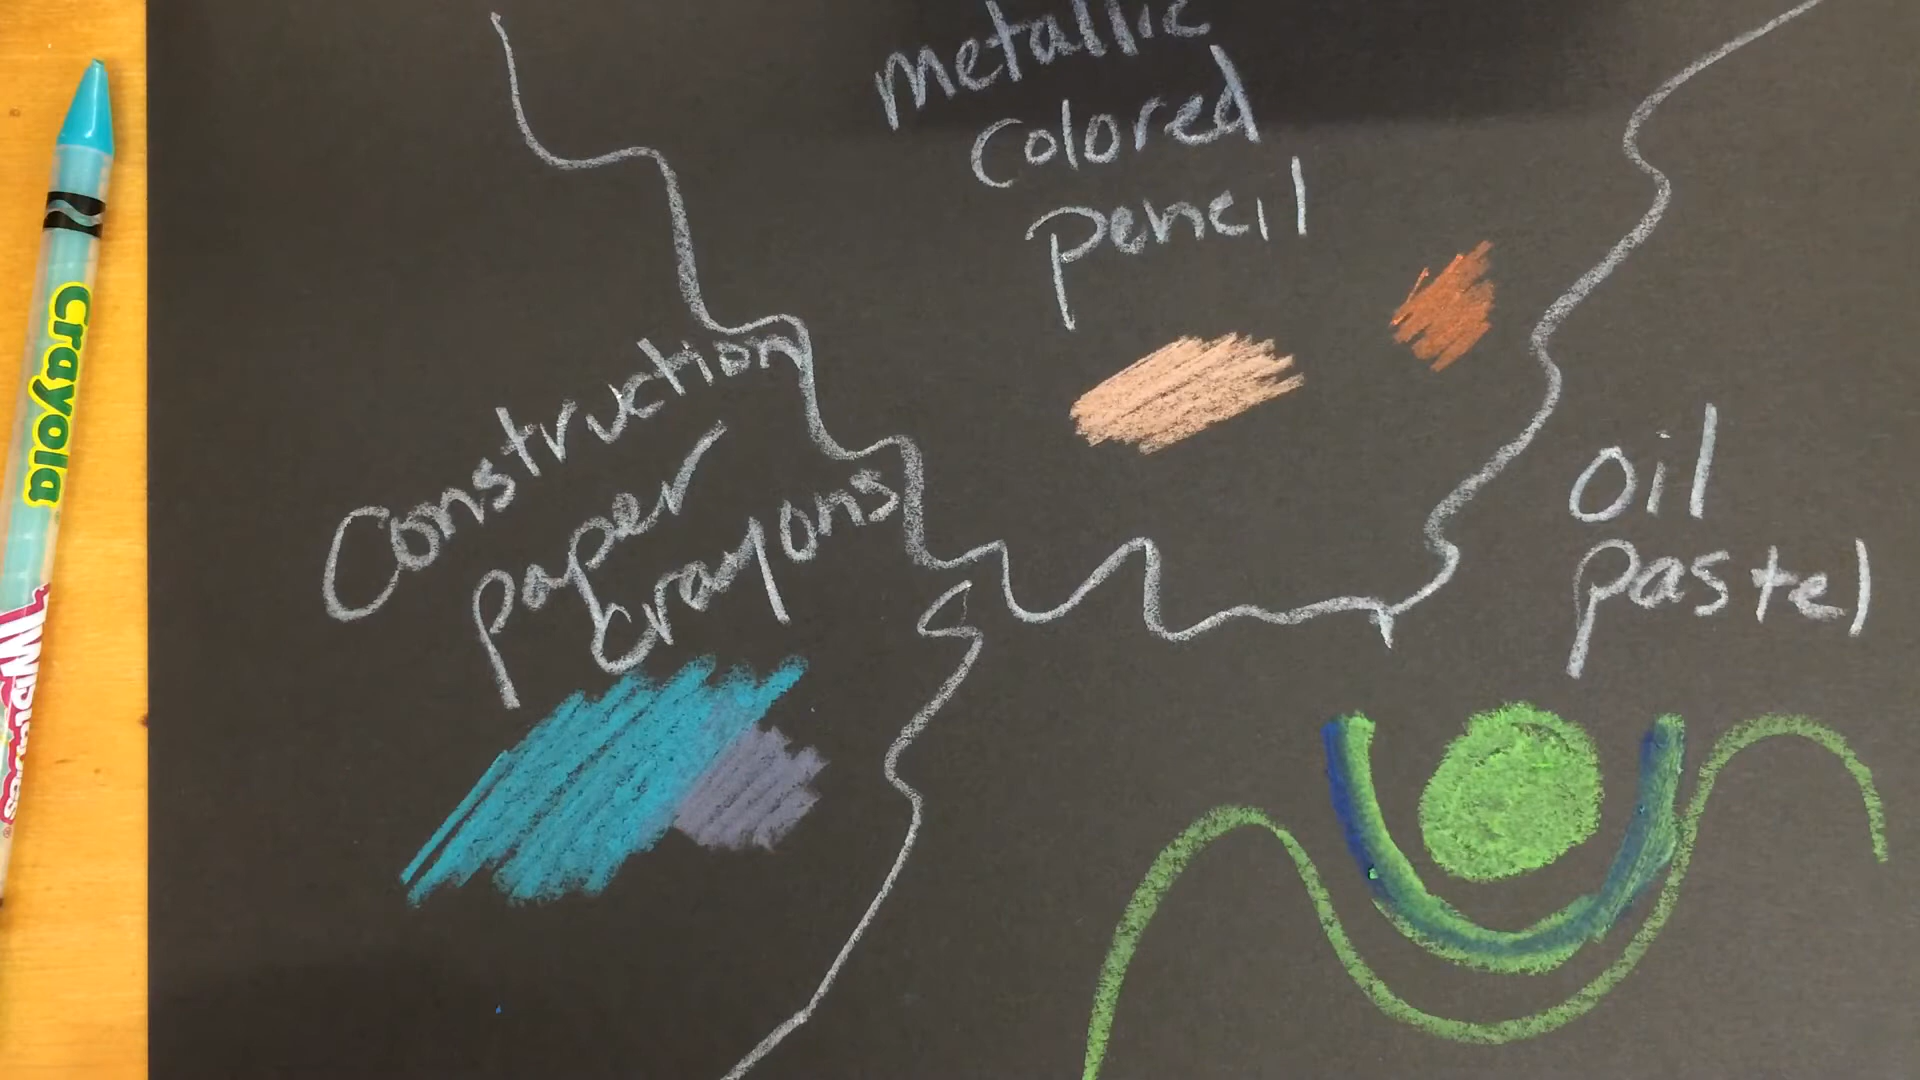 metallic
colored
pencil
Construction
paper
crayons
oil
pastel
Crayola